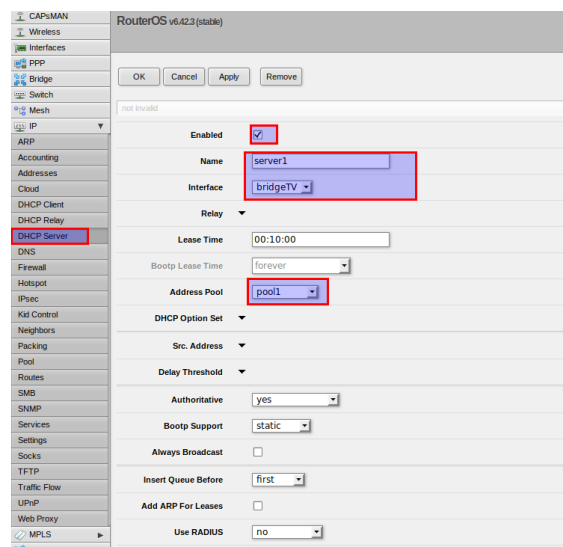 CAPsMAN
Wireless
Interfaces
PPP
Bridge
Switch
Mesh
IP
ARP
Accounting
Addresses
Cloud
DHCP Client
DHCP Relay
DHCP Server
DNS
Firewall
Hotspot
IPsec
Kid Control
Neighbors
Packing
Pool
Routes
SMB
SNMP
Services
Settings
Socks
TFTP
Traffic Flow
UPnP
Web Proxy
MPLS
RouterOS v6.42.3 (stable)
OK Cancel Apply Remove
not invalid
Enabled
Name server1
Interface bridgeTV
Relay
Lease Time 00:10:00
Bootp Lease Time forever
Address Pool pool1
DHCP Option Set
Src. Address
Delay Threshold
Authoritative yes
Bootp Support static
Always Broadcast
Insert Queue Before first
Add ARP For Leases
Use RADIUS no